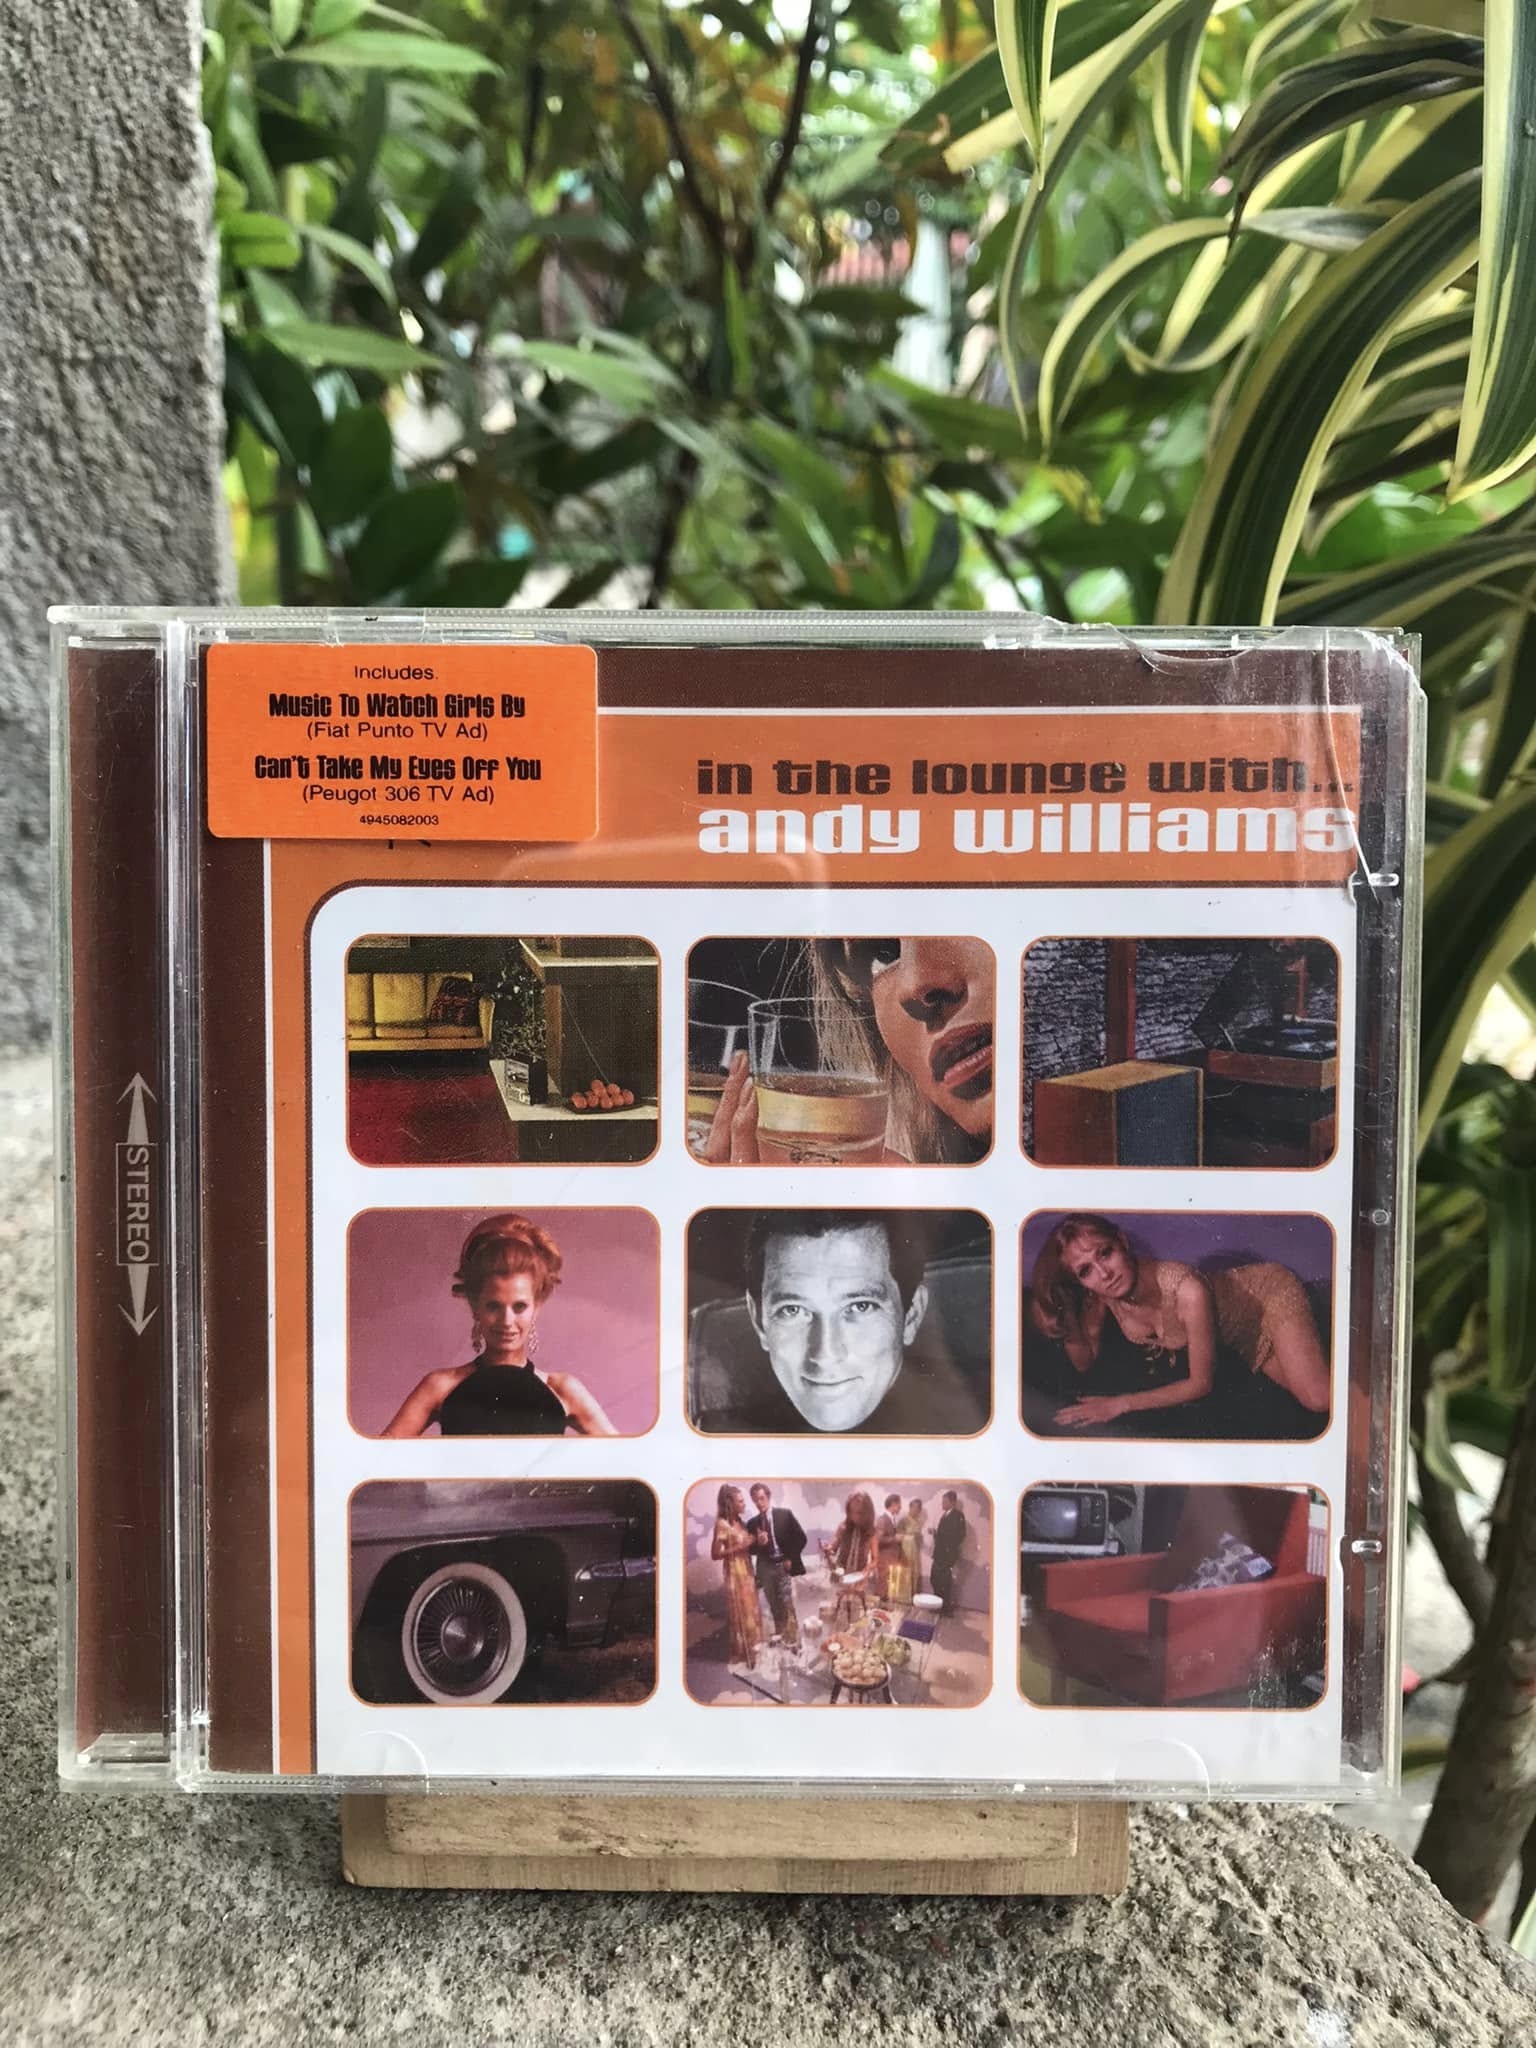 Includes.
Music To Watch Girls By
(Fiat Punto TV Ad)
Can't Take My Eyes Off You
(Peugot 306 TV Ad)
4945082003
in the lounge with...
andy williams
STEREO